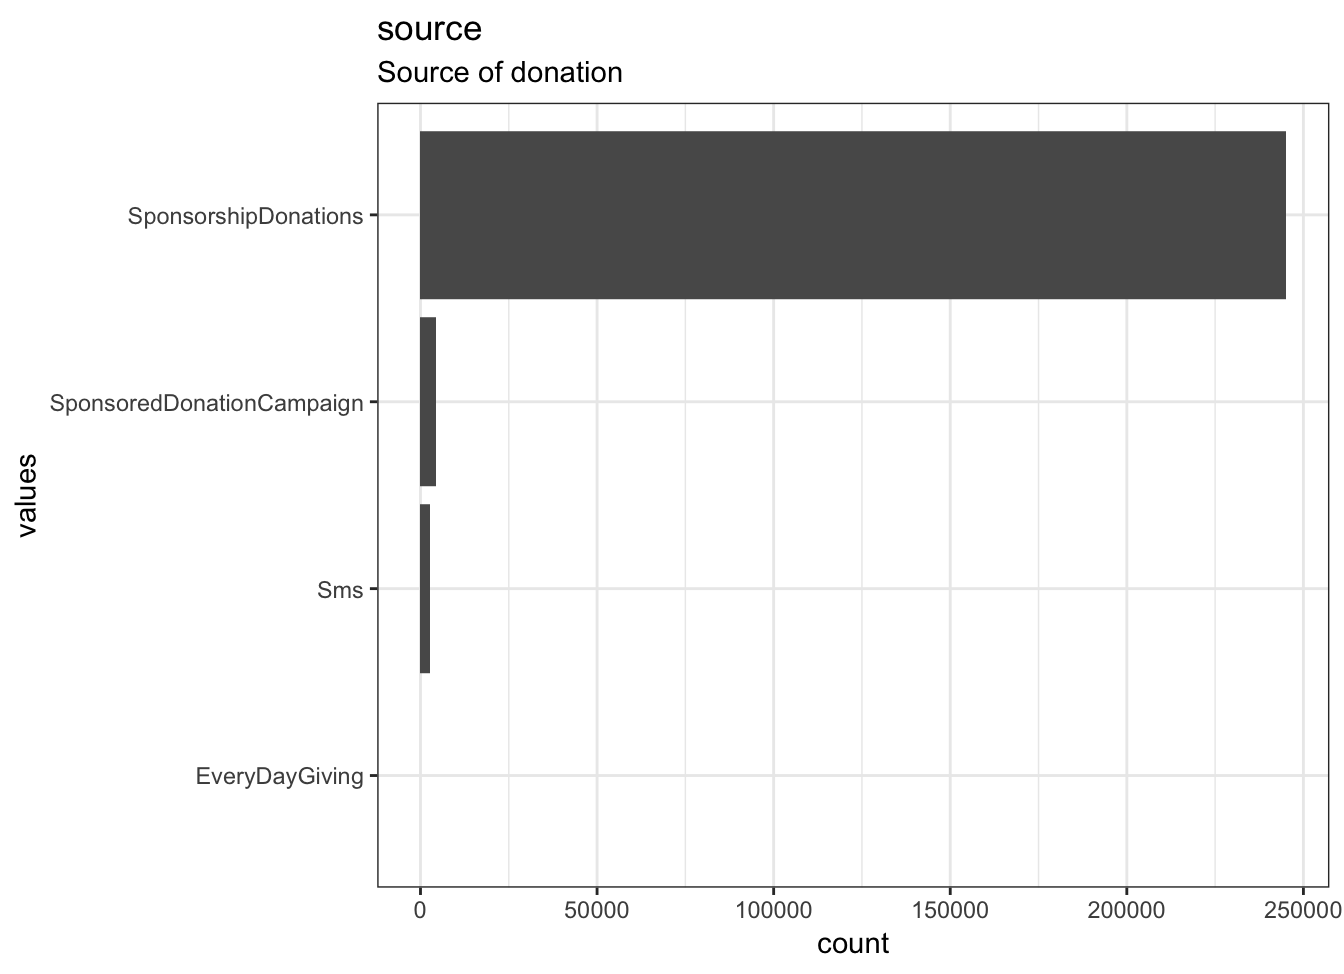 source
Source of donation
SponsorshipDonations
SponsoredDonationCampaign
Sms
EveryDayGiving
values
0 50000 100000 150000 200000 250000
count